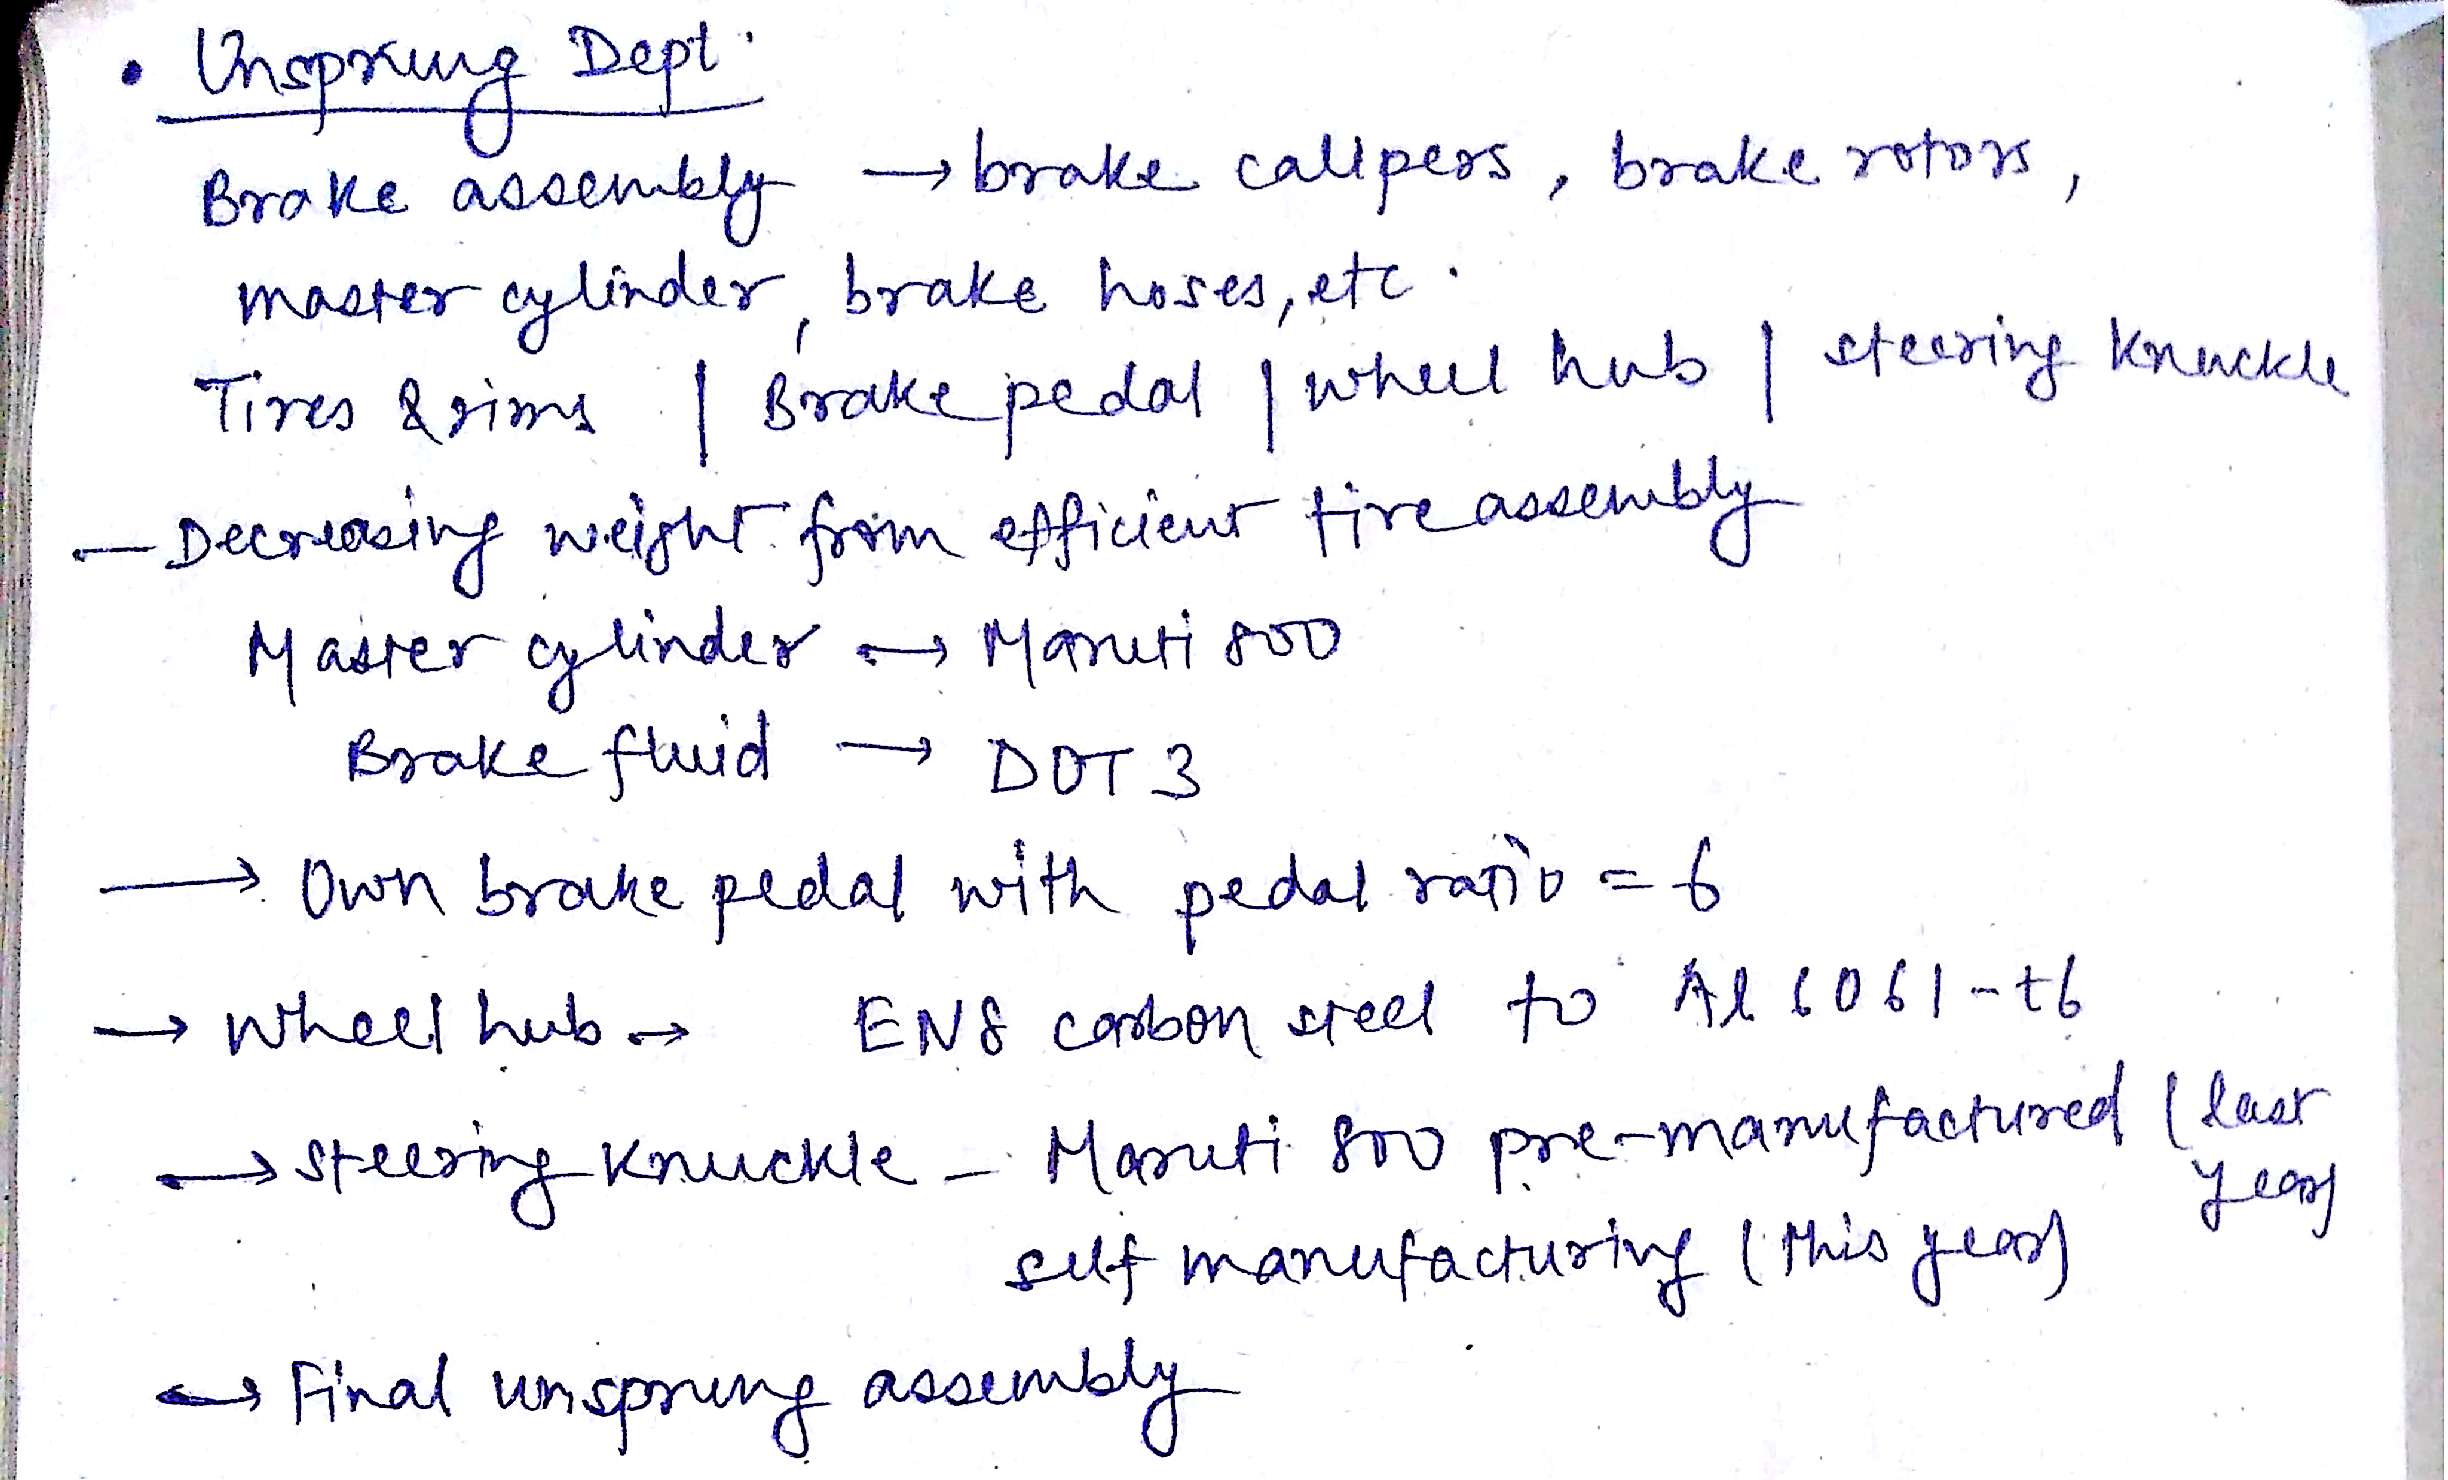 • Unsprung Dept.
Brake assembly → brake calipers, brake rotors,
master cylinder, brake hoses, etc.
Tires & rims | Brake pedal | wheel hub | steering knuckle
— Decreasing weight from efficient tire assembly
Master cylinder → Maruti 800
Brake fluid → DOT 3
→ Own brake pedal with pedal ratio = 6
→ Wheel hub → EN8 carbon steel to Al 6061-t6
→ Steering knuckle - Maruti 800 pre-manufactured (last
year)
self manufacturing (this year)
→ Final unsprung assembly